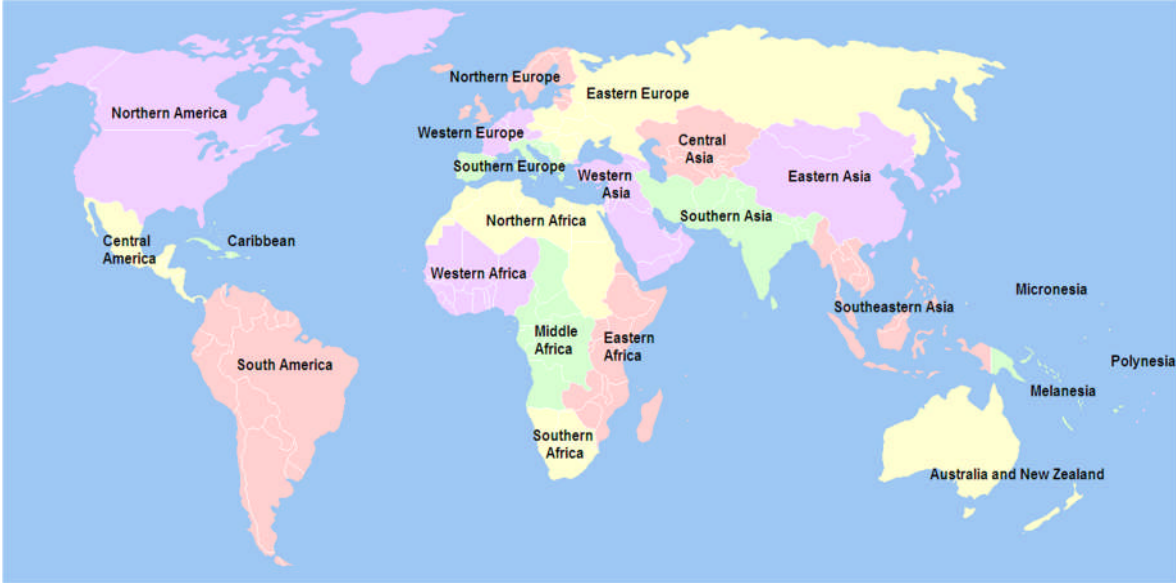 Northern Europe
Eastern Europe
Northern America
Western Europe
Central
Asia
Southern Europe
Western
Asia
Eastern Asia
Southern Asia
Northern Africa
Central
America
Caribbean
Western Africa
Micronesia
Southeastern Asia
Middle
Africa
Eastern
Africa
South America
Polynesia
Melanesia
Southern
Africa
Australia and New Zealand